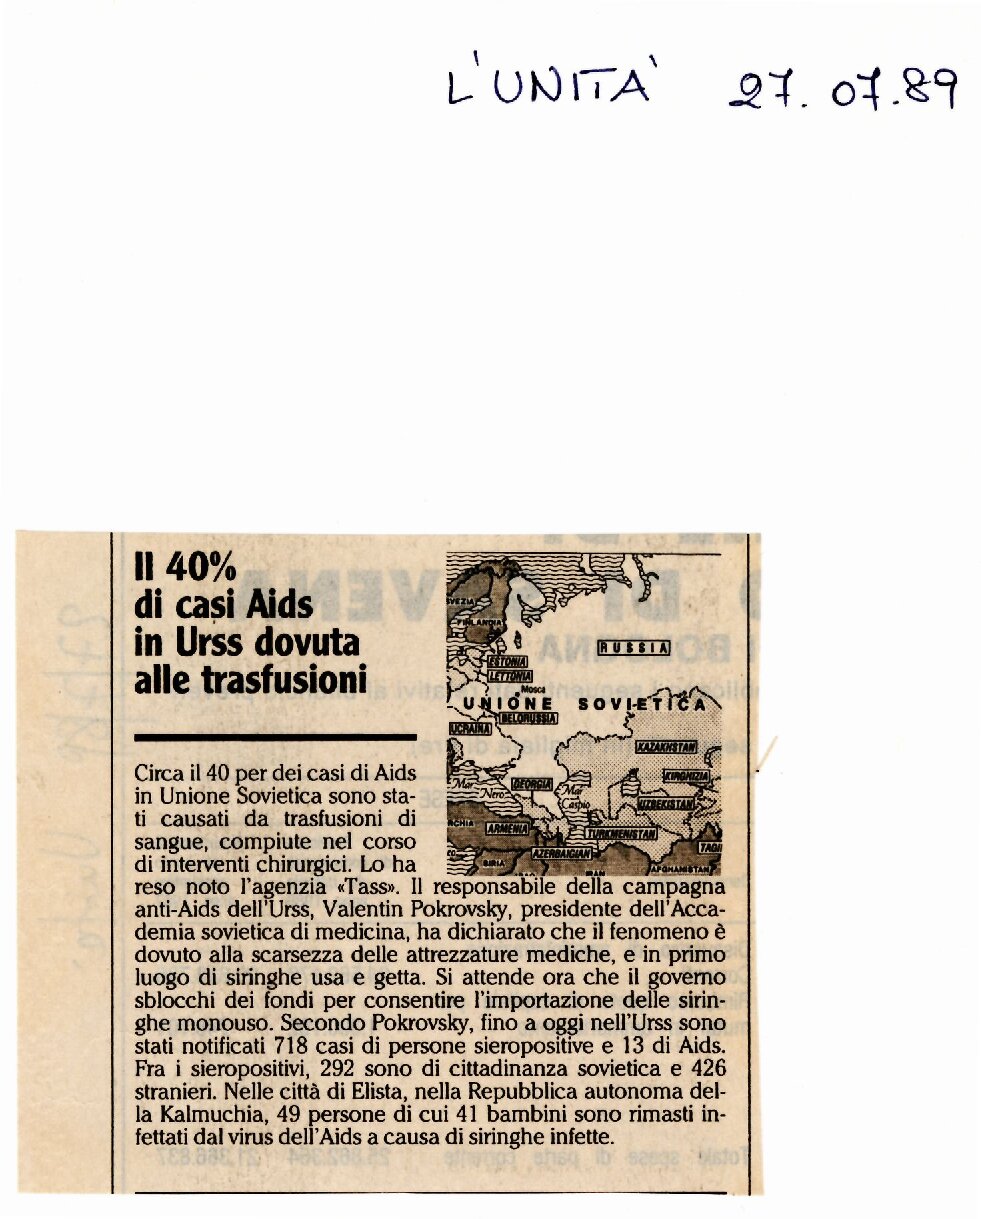 L'UNITÀ 27.07.89
Il 40%
di casi Aids
in Urss dovuta
alle trasfusioni
SVEZIA
FINLANDIA
RUSSIA
ESTONIA
LETTONIA
Mosca
UNIONE SOVIETICA
BELORUSSIA
UCRAINA
KAZAKHSTAN
KIRGHIZIA
GEORGIA
Mar
Nero
Mar
Caspio
UZBEKISTAN
TURCHIA
ARMENIA
TURKMENISTAN
AZERBAIGIAN
SIRIA
IRAN
AFGHANISTAN
TAGI
Circa il 40 per dei casi di Aids
in Unione Sovietica sono sta-
ti causati da trasfusioni di
sangue, compiute nel corso
di interventi chirurgici. Lo ha
reso noto l'agenzia «Tass». Il responsabile della campagna
anti-Aids dell'Urss, Valentin Pokrovsky, presidente dell'Acca-
demia sovietica di medicina, ha dichiarato che il fenomeno è
dovuto alla scarsezza delle attrezzature mediche, e in primo
luogo di siringhe usa e getta. Si attende ora che il governo
sblocchi dei fondi per consentire l'importazione delle sirin-
ghe monouso. Secondo Pokrovsky, fino a oggi nell'Urss sono
stati notificati 718 casi di persone sieropositive e 13 di Aids.
Fra i sieropositivi, 292 sono di cittadinanza sovietica e 426
stranieri. Nelle città di Elista, nella Repubblica autonoma del-
la Kalmuchia, 49 persone di cui 41 bambini sono rimasti in-
fettati dal virus dell'Aids a causa di siringhe infette.